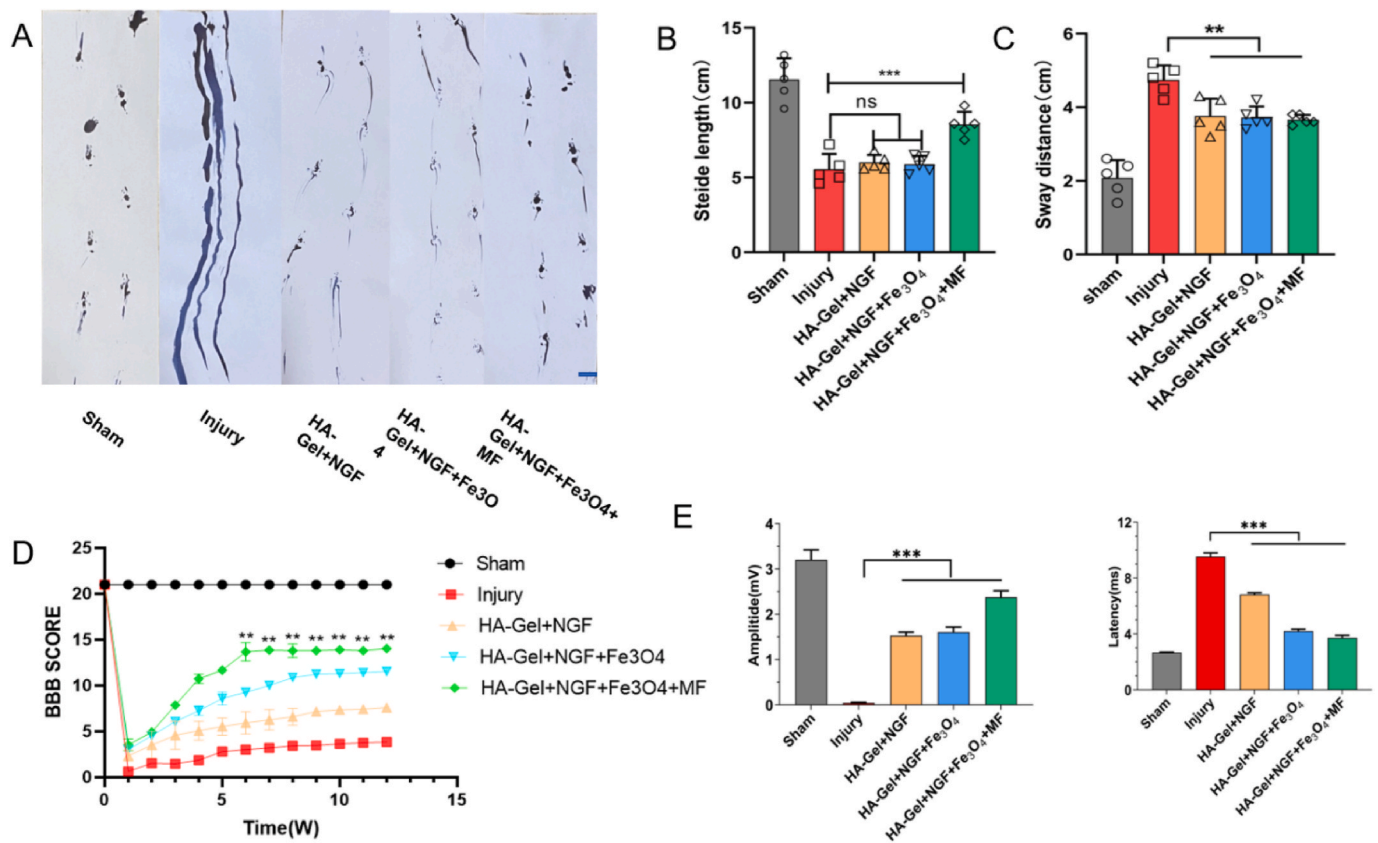 A
Sham
Injury
HA-
Gel+NGF
HA-
Gel+NGF+Fe3O
4
HA-
Gel+NGF+Fe3O4+
MF
B
Steide length(cm)
15
10
5
0
***
ns
Sham
Injury
HA-Gel+NGF
HA-Gel+NGF+Fe₃O₄
HA-Gel+NGF+Fe₃O₄+MF
C
Sway distance(cm)
6
4
2
0
**
sham
Injury
HA-Gel+NGF
HA-Gel+NGF+Fe₃O₄
HA-Gel+NGF+Fe₃O₄+MF
D
BBB SCORE
25
20
15
10
5
0
** ** ** ** ** ** **
0 5 10 15
Time(W)
Sham
Injury
HA-Gel+NGF
HA-Gel+NGF+Fe3O4
HA-Gel+NGF+Fe3O4+MF
E
Amplitide(mV)
4
3
2
1
0
***
Sham
Injury
HA-Gel+NGF
HA-Gel+NGF+Fe₃O₄
HA-Gel+NGF+Fe₃O₄+MF
Latency(ms)
12
9
6
4
0
***
Sham
Injury
HA-Gel+NGF
HA-Gel+NGF+Fe₃O₄
HA-Gel+NGF+Fe₃O₄+MF